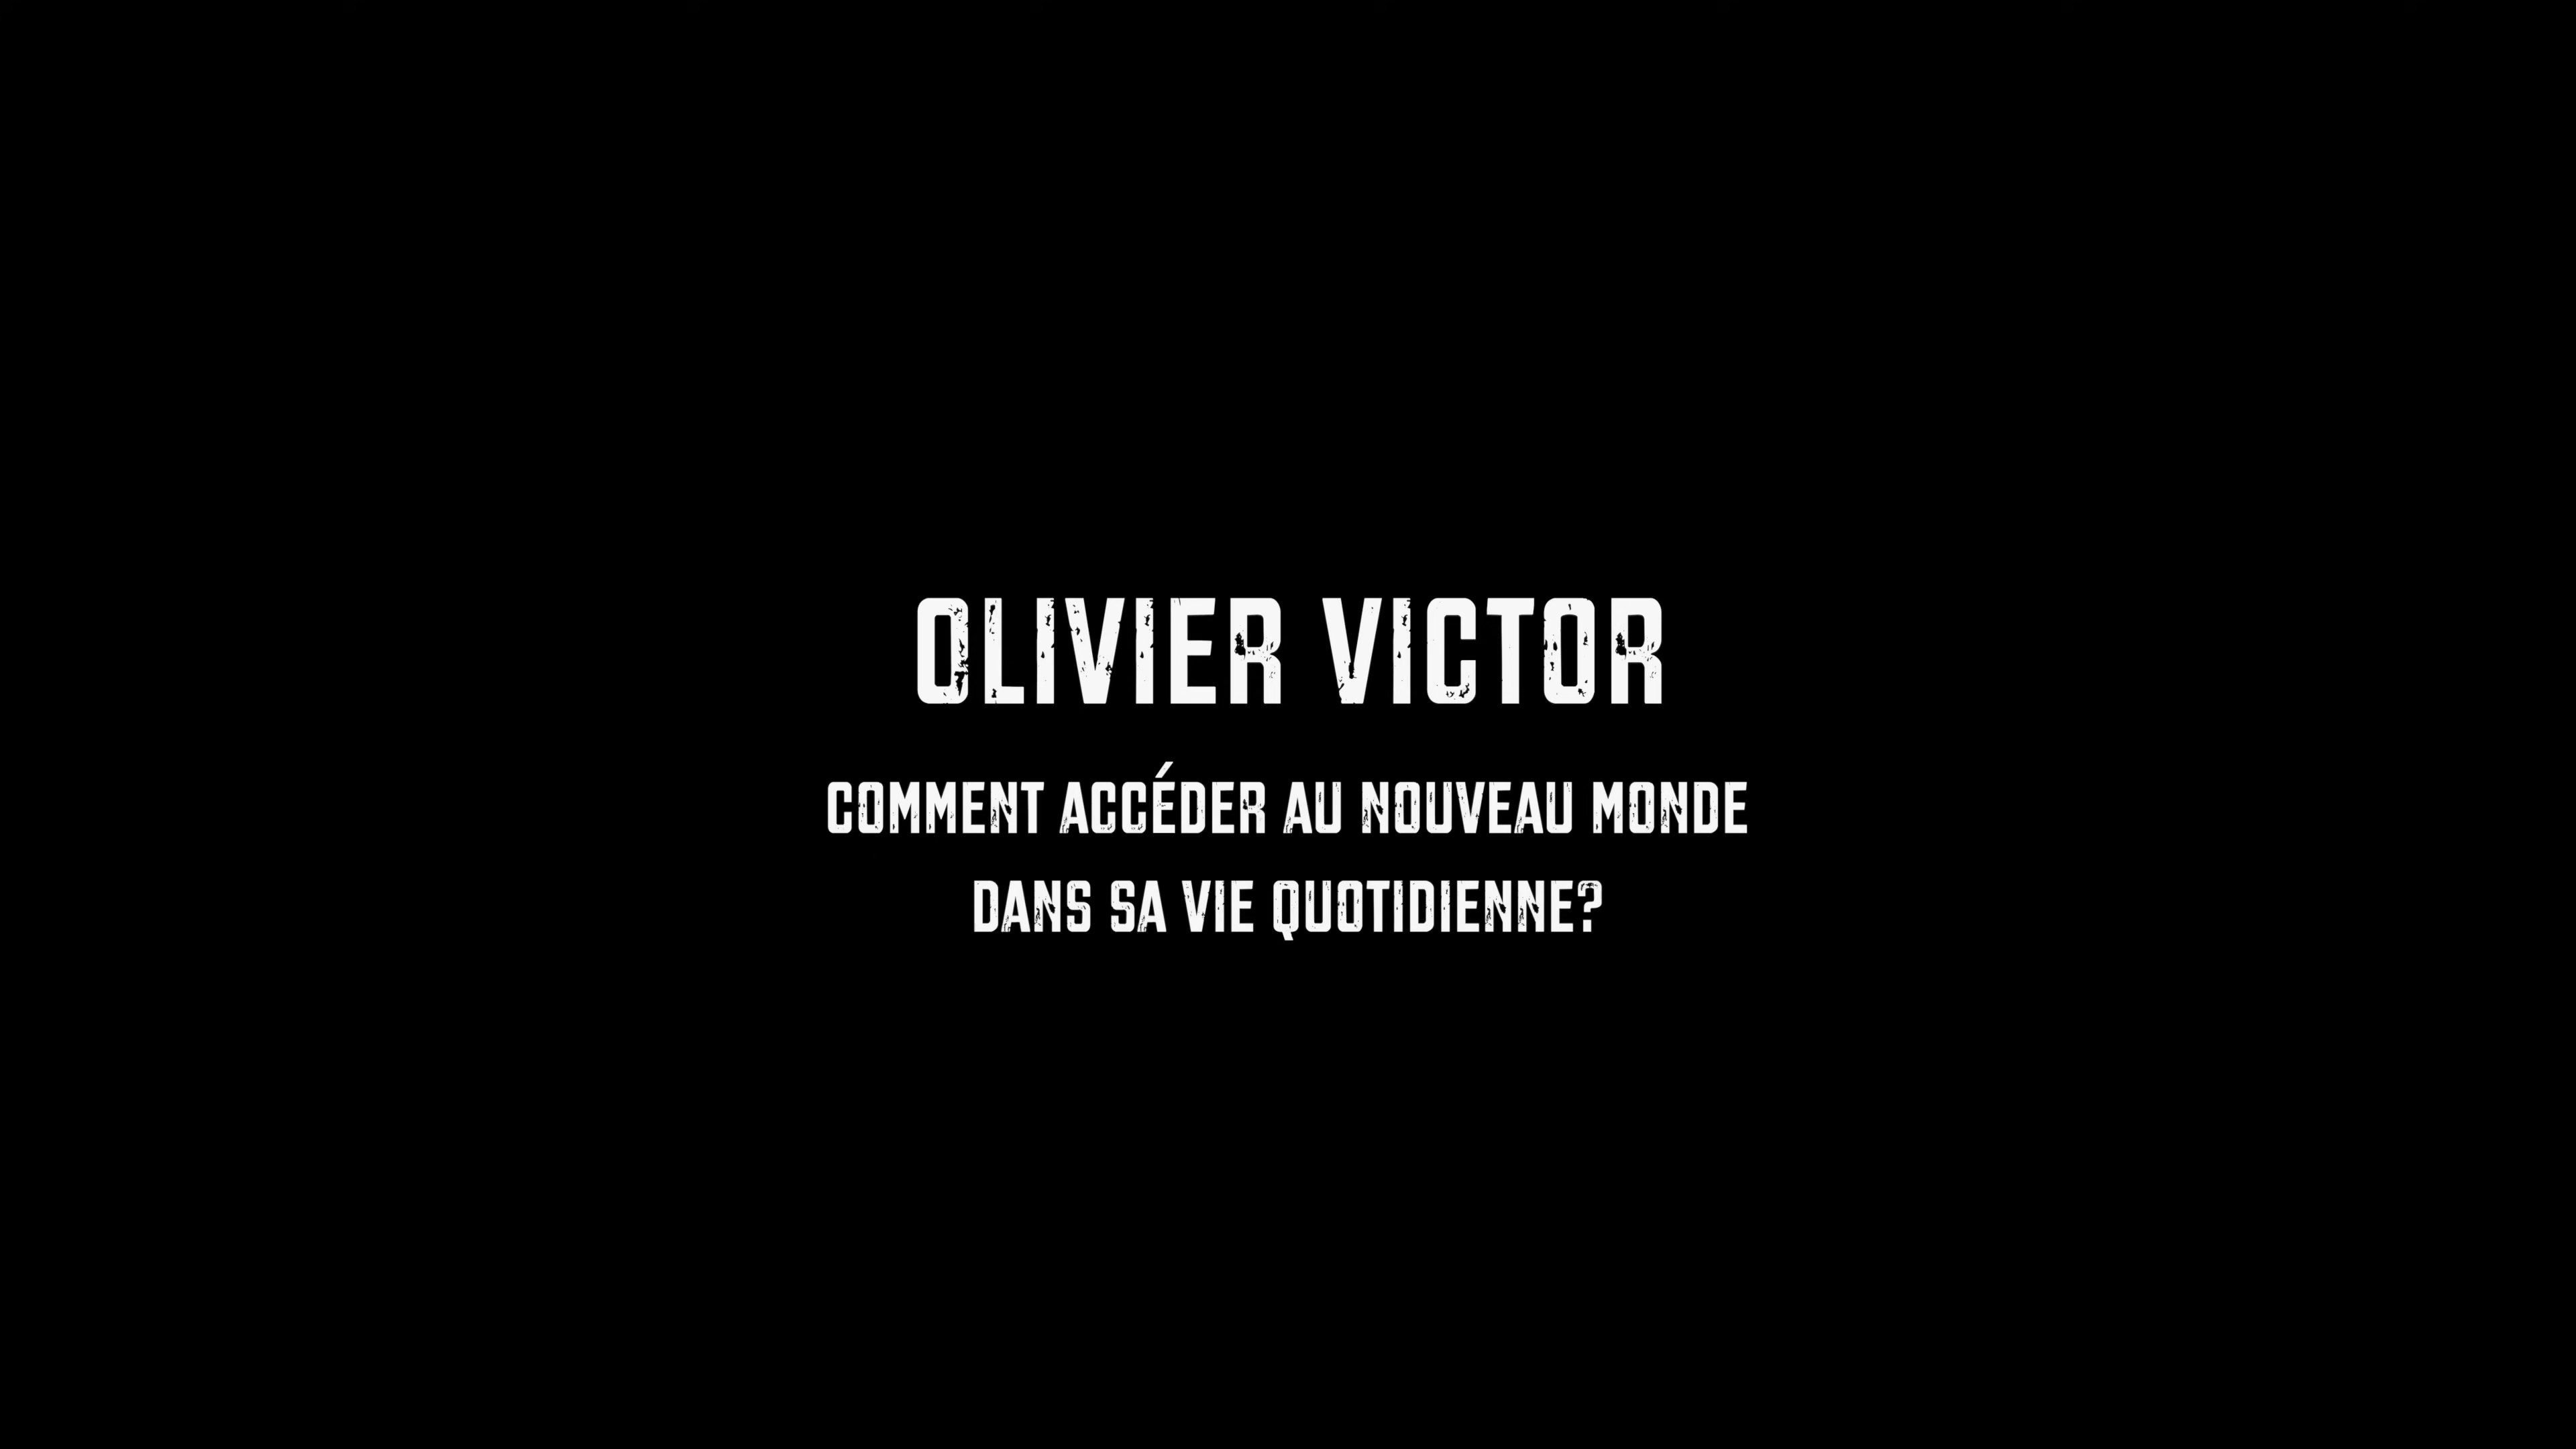 OLIVIER VICTOR
COMMENT ACCÉDER AU NOUVEAU MONDE
DANS SA VIE QUOTIDIENNE?